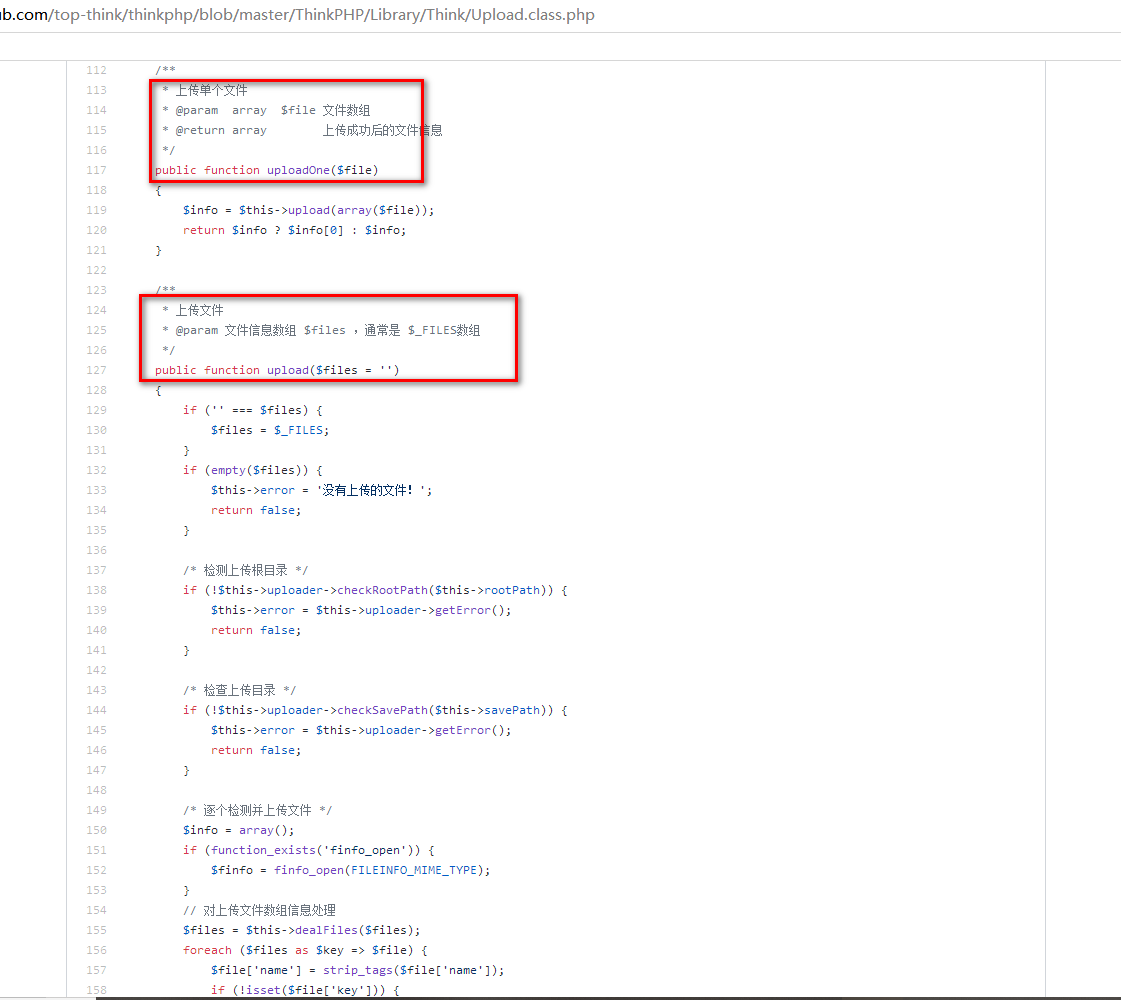 ub.com/top-think/thinkphp/blob/master/ThinkPHP/Library/Think/Upload.class.php
112 /**
113 * 上传单个文件
114 * @param array $file 文件数组
115 * @return array 上传成功后的文件信息
116 */
117 public function uploadOne($file)
118 {
119 $info = $this->upload(array($file));
120 return $info ? $info[0] : $info;
121 }
122
123 /**
124 * 上传文件
125 * @param 文件信息数组 $files ，通常是 $_FILES数组
126 */
127 public function upload($files = '')
128 {
129 if ('' === $files) {
130 $files = $_FILES;
131 }
132 if (empty($files)) {
133 $this->error = '没有上传的文件！';
134 return false;
135 }
136
137 /* 检测上传根目录 */
138 if (!$this->uploader->checkRootPath($this->rootPath)) {
139 $this->error = $this->uploader->getError();
140 return false;
141 }
142
143 /* 检查上传目录 */
144 if (!$this->uploader->checkSavePath($this->savePath)) {
145 $this->error = $this->uploader->getError();
146 return false;
147 }
148
149 /* 逐个检测并上传文件 */
150 $info = array();
151 if (function_exists('finfo_open')) {
152 $finfo = finfo_open(FILEINFO_MIME_TYPE);
153 }
154 // 对上传文件数组信息处理
155 $files = $this->dealFiles($files);
156 foreach ($files as $key => $file) {
157 $file['name'] = strip_tags($file['name']);
158 if (!isset($file['key'])) {